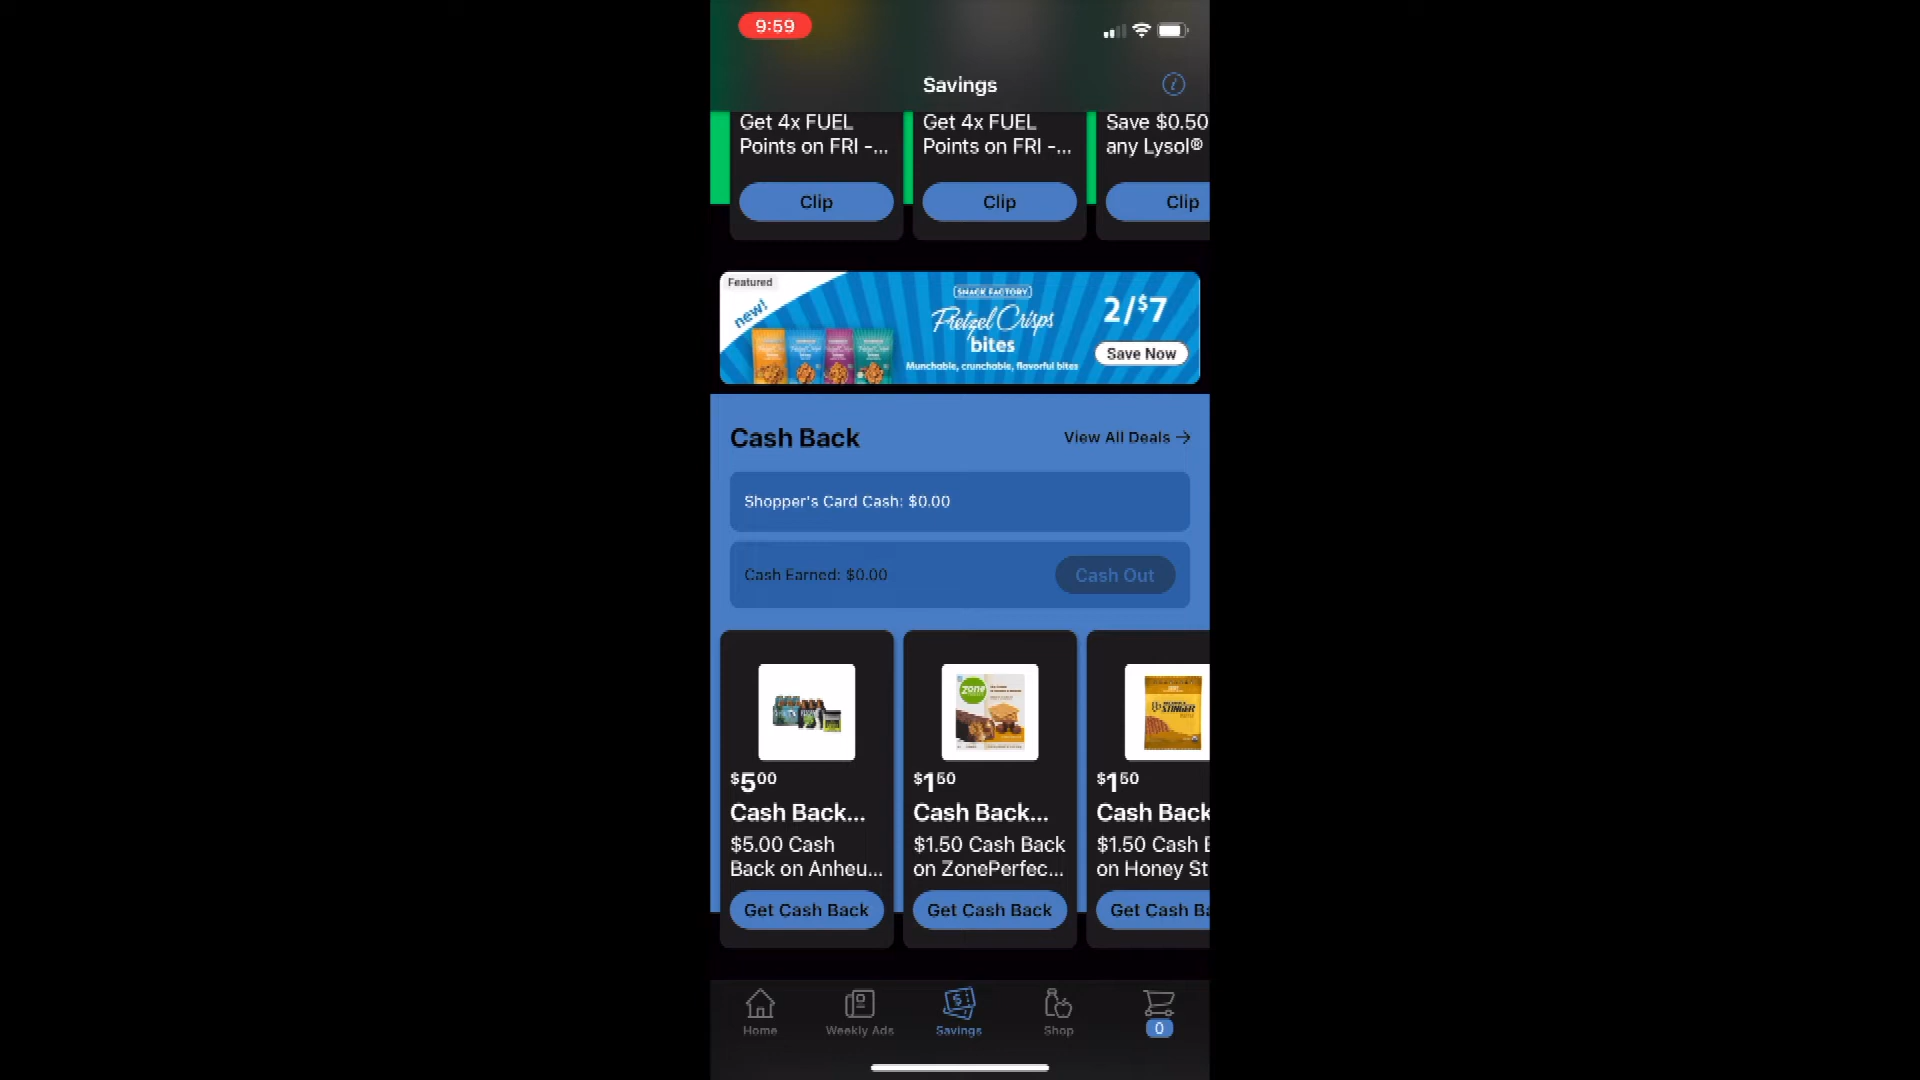 9:59
Savings
Get 4x FUEL
Points on FRI -...
Clip
Get 4x FUEL
Points on FRI -...
Clip
Save $0.50
any Lysol®
Clip
Featured
new!
SNACK FACTORY
Pretzel Crisps
bites
Munchable, crunchable, flavorful bites
2/$7
Save Now
Cash Back
View All Deals →
Shopper's Card Cash: $0.00
Cash Earned: $0.00
Cash Out
$500
Cash Back...
$5.00 Cash
Back on Anheu...
Get Cash Back
zone
$150
Cash Back...
$1.50 Cash Back
on ZonePerfec...
Get Cash Back
STINGER
$150
Cash Back
$1.50 Cash
on Honey St
Get Cash Ba
Home
Weekly Ads
Savings
Shop
0